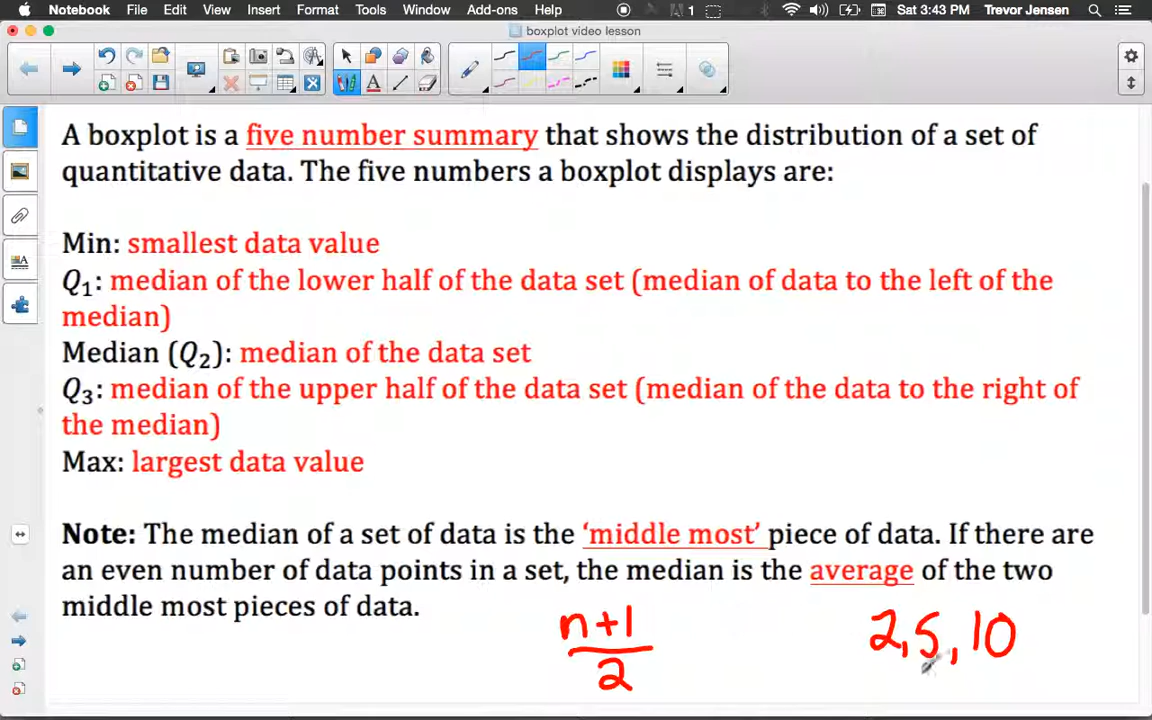 Notebook File Edit View Insert Format Tools Window Add-ons Help 1 Sat 3:43 PM Trevor Jensen
boxplot video lesson
A boxplot is a five number summary that shows the distribution of a set of
quantitative data. The five numbers a boxplot displays are:
Min: smallest data value
Q₁: median of the lower half of the data set (median of data to the left of the
median)
Median (Q₂): median of the data set
Q₃: median of the upper half of the data set (median of the data to the right of
the median)
Max: largest data value
Note: The median of a set of data is the ‘middle most’ piece of data. If there are
an even number of data points in a set, the median is the average of the two
middle most pieces of data.
n+1
2
2,5,10